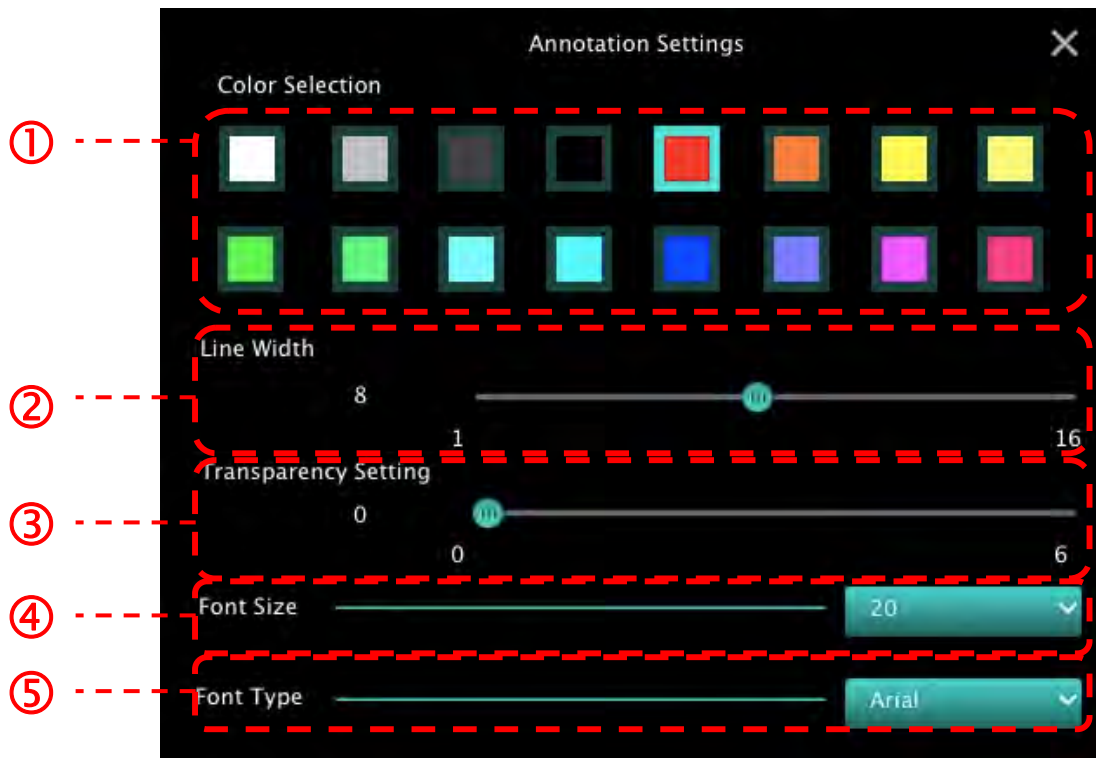 Annotation Settings
Color Selection
①
Line Width
②
8
1
16
Transparency Setting
③
0
0
6
④
Font Size
20
⑤
Font Type
Arial